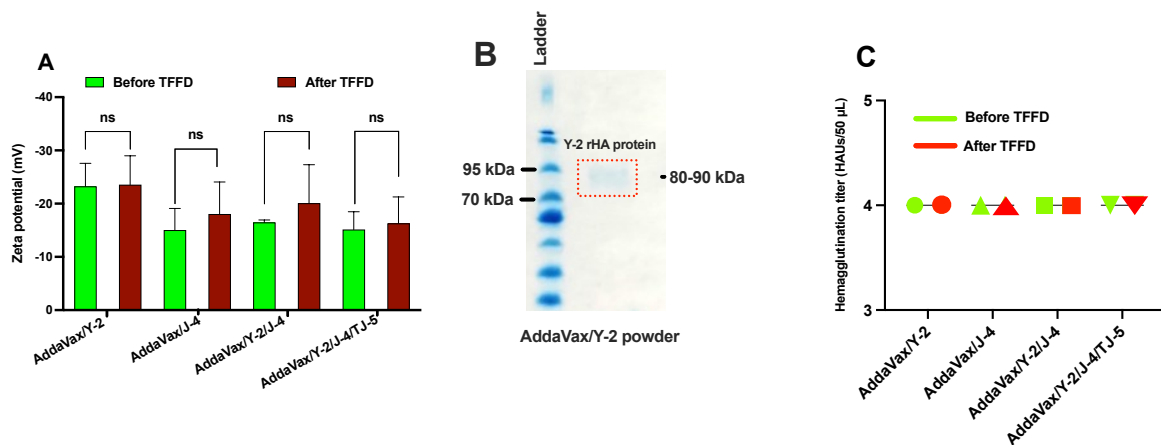 A
Before TFFD
After TFFD
-40
-30
-20
-10
0
Zeta potential (mV)
ns
ns
ns
ns
AddaVax/Y-2
AddaVax/J-4
AddaVax/Y-2/J-4
AddaVax/Y-2/J-4/TJ-5
B
Ladder
Y-2 rHA protein
95 kDa
80-90 kDa
70 kDa
AddaVax/Y-2 powder
C
5
4
3
Hemagglutination titer (HAUs/50 μL)
Before TFFD
After TFFD
AddaVax/Y-2
AddaVax/J-4
AddaVax/Y-2/J-4
AddaVax/Y-2/J-4/TJ-5